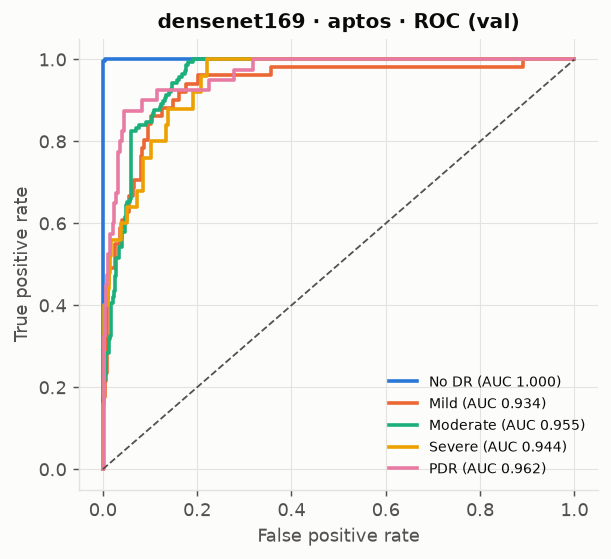 densenet169 · aptos · ROC (val)
1.0
0.8
0.6
0.4
0.2
0.0
True positive rate
No DR (AUC 1.000)
Mild (AUC 0.934)
Moderate (AUC 0.955)
Severe (AUC 0.944)
PDR (AUC 0.962)
0.0 0.2 0.4 0.6 0.8 1.0
False positive rate